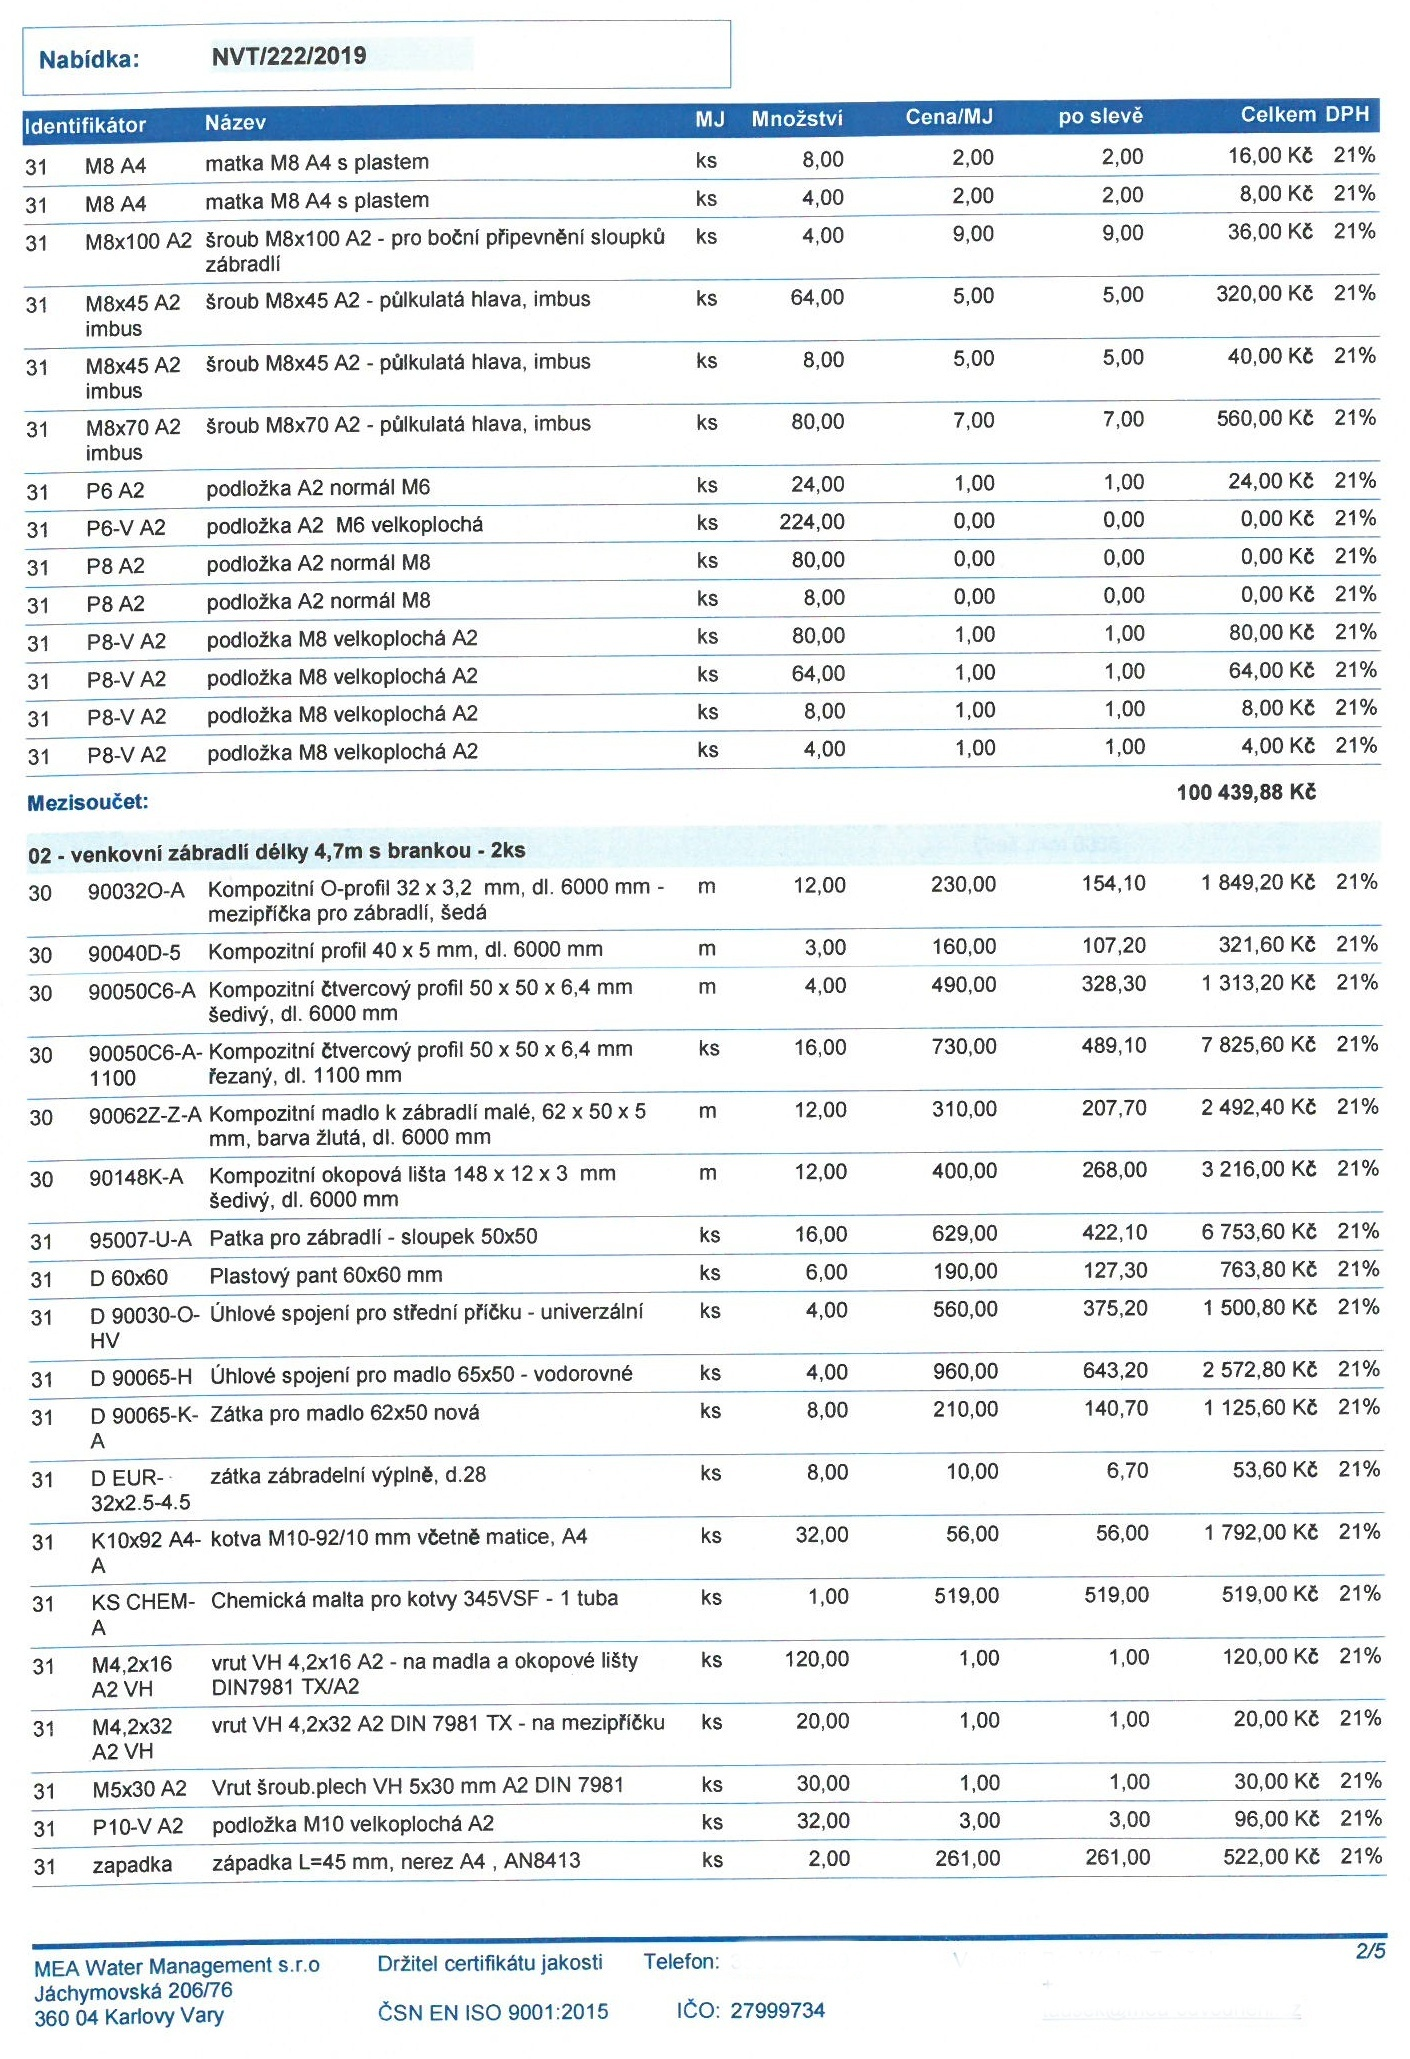 Nabídka: NVT/222/2019
Identifikátor Název MJ Množství Cena/MJ po slevě Celkem DPH
31 M8 A4 matka M8 A4 s plastem ks 8,00 2,00 2,00 16,00 Kč 21%
31 M8 A4 matka M8 A4 s plastem ks 4,00 2,00 2,00 8,00 Kč 21%
31 M8x100 A2 šroub M8x100 A2 - pro boční připevnění sloupků ks 4,00 9,00 9,00 36,00 Kč 21%
zábradlí
31 M8x45 A2 šroub M8x45 A2 - půlkulatá hlava, imbus ks 64,00 5,00 5,00 320,00 Kč 21%
imbus
31 M8x45 A2 šroub M8x45 A2 - půlkulatá hlava, imbus ks 8,00 5,00 5,00 40,00 Kč 21%
imbus
31 M8x70 A2 šroub M8x70 A2 - půlkulatá hlava, imbus ks 80,00 7,00 7,00 560,00 Kč 21%
imbus
31 P6 A2 podložka A2 normál M6 ks 24,00 1,00 1,00 24,00 Kč 21%
31 P6-V A2 podložka A2 M6 velkoplochá ks 224,00 0,00 0,00 0,00 Kč 21%
31 P8 A2 podložka A2 normál M8 ks 80,00 0,00 0,00 0,00 Kč 21%
31 P8 A2 podložka A2 normál M8 ks 8,00 0,00 0,00 0,00 Kč 21%
31 P8-V A2 podložka M8 velkoplochá A2 ks 80,00 1,00 1,00 80,00 Kč 21%
31 P8-V A2 podložka M8 velkoplochá A2 ks 64,00 1,00 1,00 64,00 Kč 21%
31 P8-V A2 podložka M8 velkoplochá A2 ks 8,00 1,00 1,00 8,00 Kč 21%
31 P8-V A2 podložka M8 velkoplochá A2 ks 4,00 1,00 1,00 4,00 Kč 21%
Mezisoučet: 100 439,88 Kč
02 - venkovní zábradlí délky 4,7m s brankou - 2ks
30 90032O-A Kompozitní O-profil 32 x 3,2 mm, dl. 6000 mm - m 12,00 230,00 154,10 1 849,20 Kč 21%
mezipříčka pro zábradlí, šedá
30 90040D-5 Kompozitní profil 40 x 5 mm, dl. 6000 mm m 3,00 160,00 107,20 321,60 Kč 21%
30 90050C6-A Kompozitní čtvercový profil 50 x 50 x 6,4 mm m 4,00 490,00 328,30 1 313,20 Kč 21%
šedivý, dl. 6000 mm
30 90050C6-A- Kompozitní čtvercový profil 50 x 50 x 6,4 mm ks 16,00 730,00 489,10 7 825,60 Kč 21%
1100 řezaný, dl. 1100 mm
30 90062Z-Z-A Kompozitní madlo k zábradlí malé, 62 x 50 x 5 m 12,00 310,00 207,70 2 492,40 Kč 21%
mm, barva žlutá, dl. 6000 mm
30 90148K-A Kompozitní okopová lišta 148 x 12 x 3 mm m 12,00 400,00 268,00 3 216,00 Kč 21%
šedivý, dl. 6000 mm
31 95007-U-A Patka pro zábradlí - sloupek 50x50 ks 16,00 629,00 422,10 6 753,60 Kč 21%
31 D 60x60 Plastový pant 60x60 mm ks 6,00 190,00 127,30 763,80 Kč 21%
31 D 90030-O- Úhlové spojení pro střední příčku - univerzální ks 4,00 560,00 375,20 1 500,80 Kč 21%
HV
31 D 90065-H Úhlové spojení pro madlo 65x50 - vodorovné ks 4,00 960,00 643,20 2 572,80 Kč 21%
31 D 90065-K- Zátka pro madlo 62x50 nová ks 8,00 210,00 140,70 1 125,60 Kč 21%
A
31 D EUR- zátka zábradelní výplně, d.28 ks 8,00 10,00 6,70 53,60 Kč 21%
32x2.5-4.5
31 K10x92 A4- kotva M10-92/10 mm včetně matice, A4 ks 32,00 56,00 56,00 1 792,00 Kč 21%
A
31 KS CHEM- Chemická malta pro kotvy 345VSF - 1 tuba ks 1,00 519,00 519,00 519,00 Kč 21%
A
31 M4,2x16 vrut VH 4,2x16 A2 - na madla a okopové lišty ks 120,00 1,00 1,00 120,00 Kč 21%
A2 VH DIN7981 TX/A2
31 M4,2x32 vrut VH 4,2x32 A2 DIN 7981 TX - na mezipříčku ks 20,00 1,00 1,00 20,00 Kč 21%
A2 VH
31 M5x30 A2 Vrut šroub.plech VH 5x30 mm A2 DIN 7981 ks 30,00 1,00 1,00 30,00 Kč 21%
31 P10-V A2 podložka M10 velkoplochá A2 ks 32,00 3,00 3,00 96,00 Kč 21%
31 zapadka západka L=45 mm, nerez A4 , AN8413 ks 2,00 261,00 261,00 522,00 Kč 21%
2/5
MEA Water Management s.r.o Držitel certifikátu jakosti Telefon:
Jáchymovská 206/76
360 04 Karlovy Vary ČSN EN ISO 9001:2015 IČO: 27999734